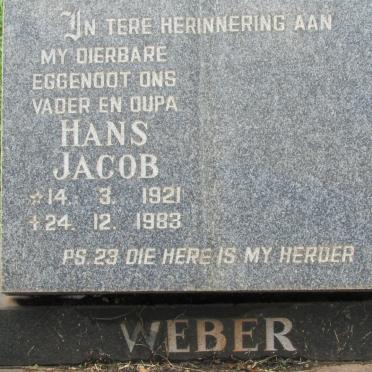 IN TERE HERINNERING AAN
MY DIERBARE
EGGENOOT ONS
VADER EN OUPA
HANS
JACOB
☆14. 3. 1921
✝24. 12. 1983
PS. 23 DIE HERE IS MY HERDER
WEBER